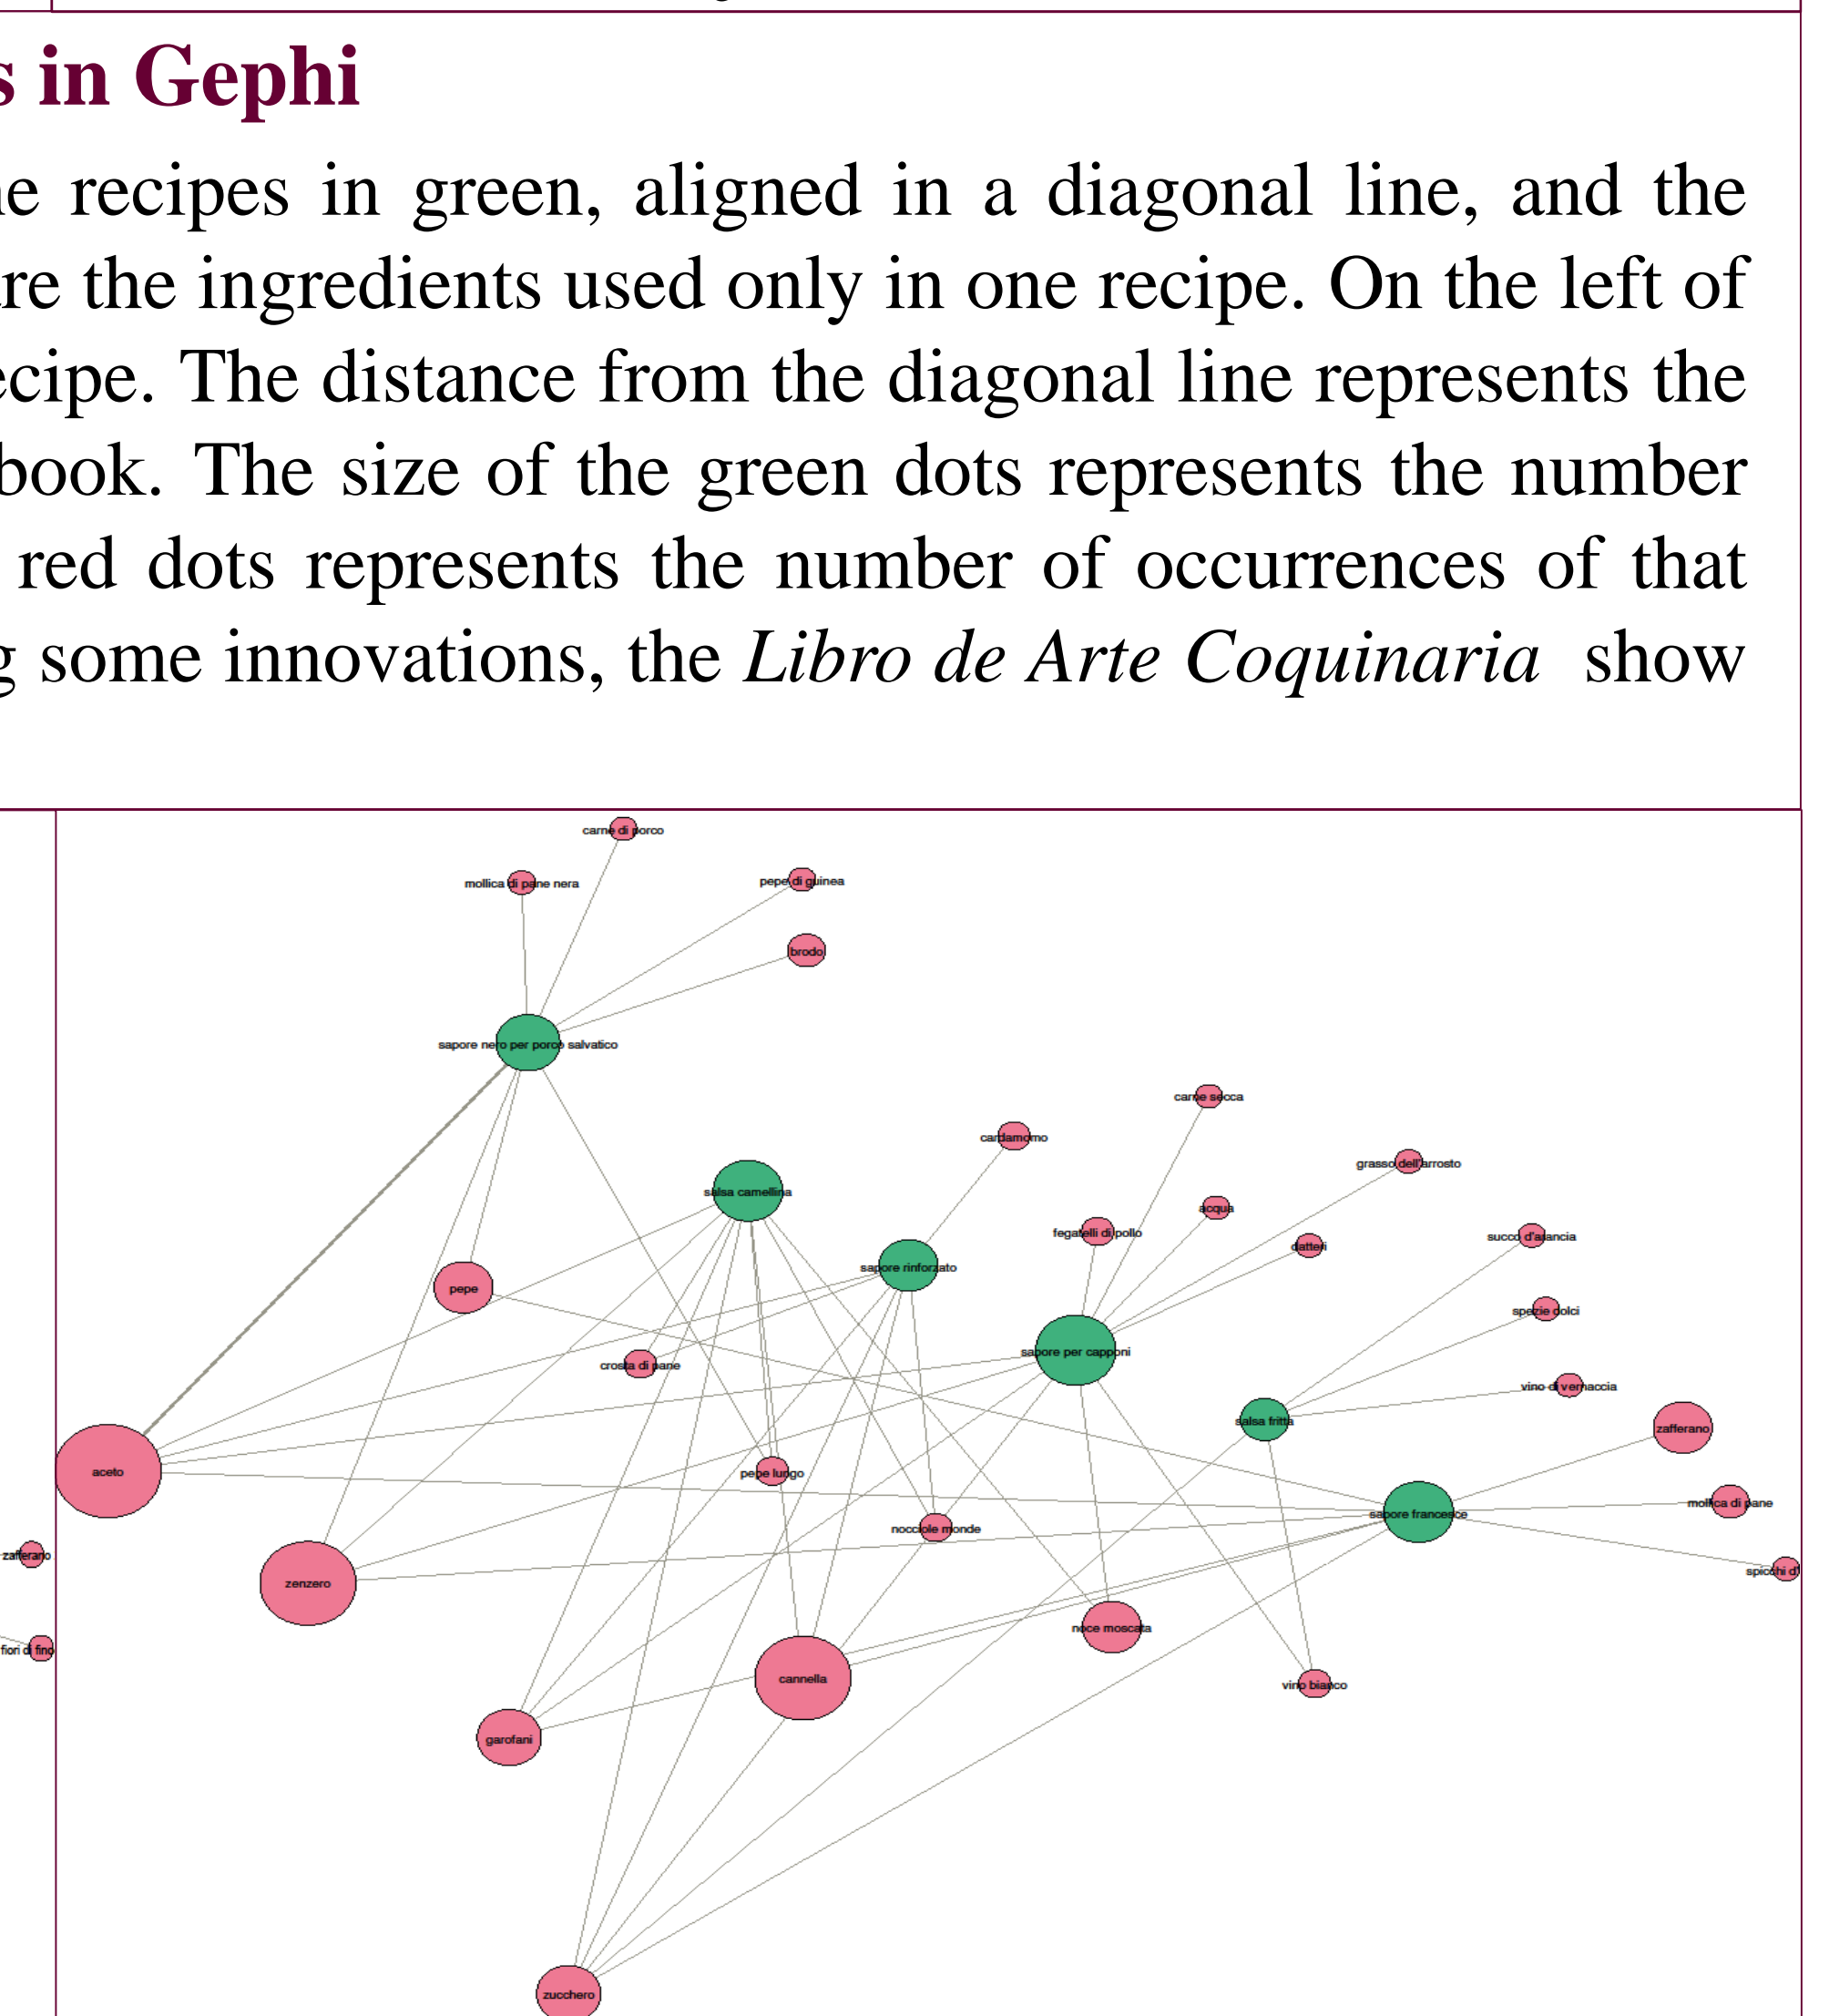 s in Gephi
ne recipes in green, aligned in a diagonal line, and the
re the ingredients used only in one recipe. On the left of
ecipe. The distance from the diagonal line represents the
book. The size of the green dots represents the number
red dots represents the number of occurrences of that
g some innovations, the Libro de Arte Coquinaria show
carne di porco
mollica di pane nera
pepe di guinea
brodo
sapore nero per porco salvatico
carne secca
cardamomo
grasso dell'arrosto
salsa camellina
acqua
fegatelli di pollo
succo d'arancia
datteri
sapore rinforzato
pepe
spezie dolci
sapore per capponi
crosta di pane
vino di vernaccia
salsa fritta
zafferano
aceto
pepe lungo
mollica di pane
sapore francesce
nocciole monde
zafferano
spicchi d'
zenzero
noce moscata
fiori di fino
cannella
vino bianco
garofani
zucchero